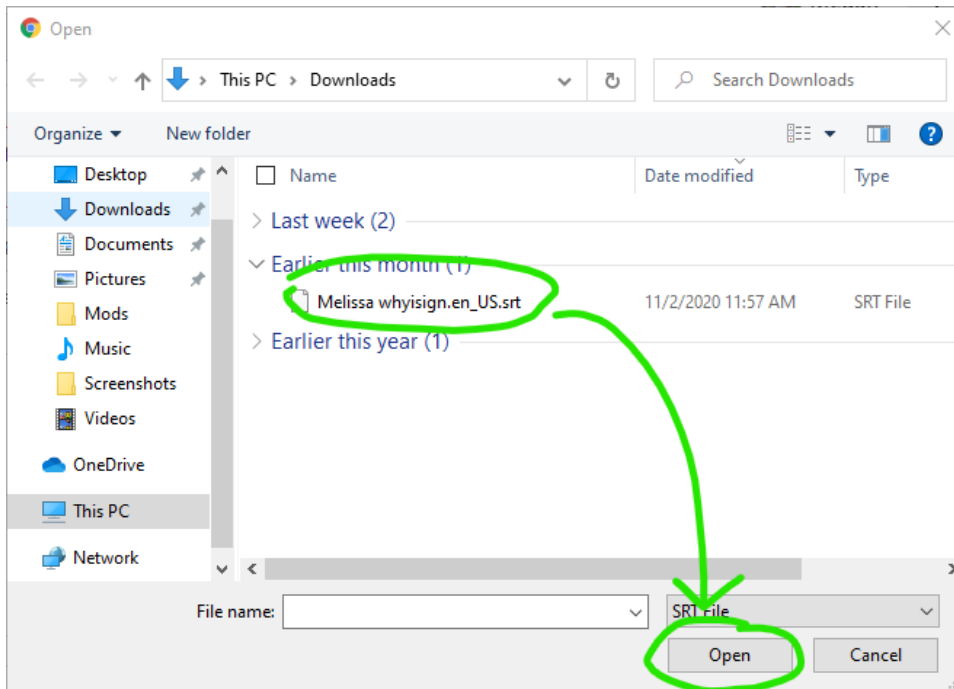 Open
This PC > Downloads
Search Downloads
Organize
New folder
?
Desktop
Downloads
Documents
Pictures
Mods
Music
Screenshots
Videos
OneDrive
This PC
Network
Name
Date modified
Type
Last week (2)
Earlier this month (1)
Melissa whyisign.en_US.srt
11/2/2020 11:57 AM
SRT File
Earlier this year (1)
File name:
SRT File
Open
Cancel